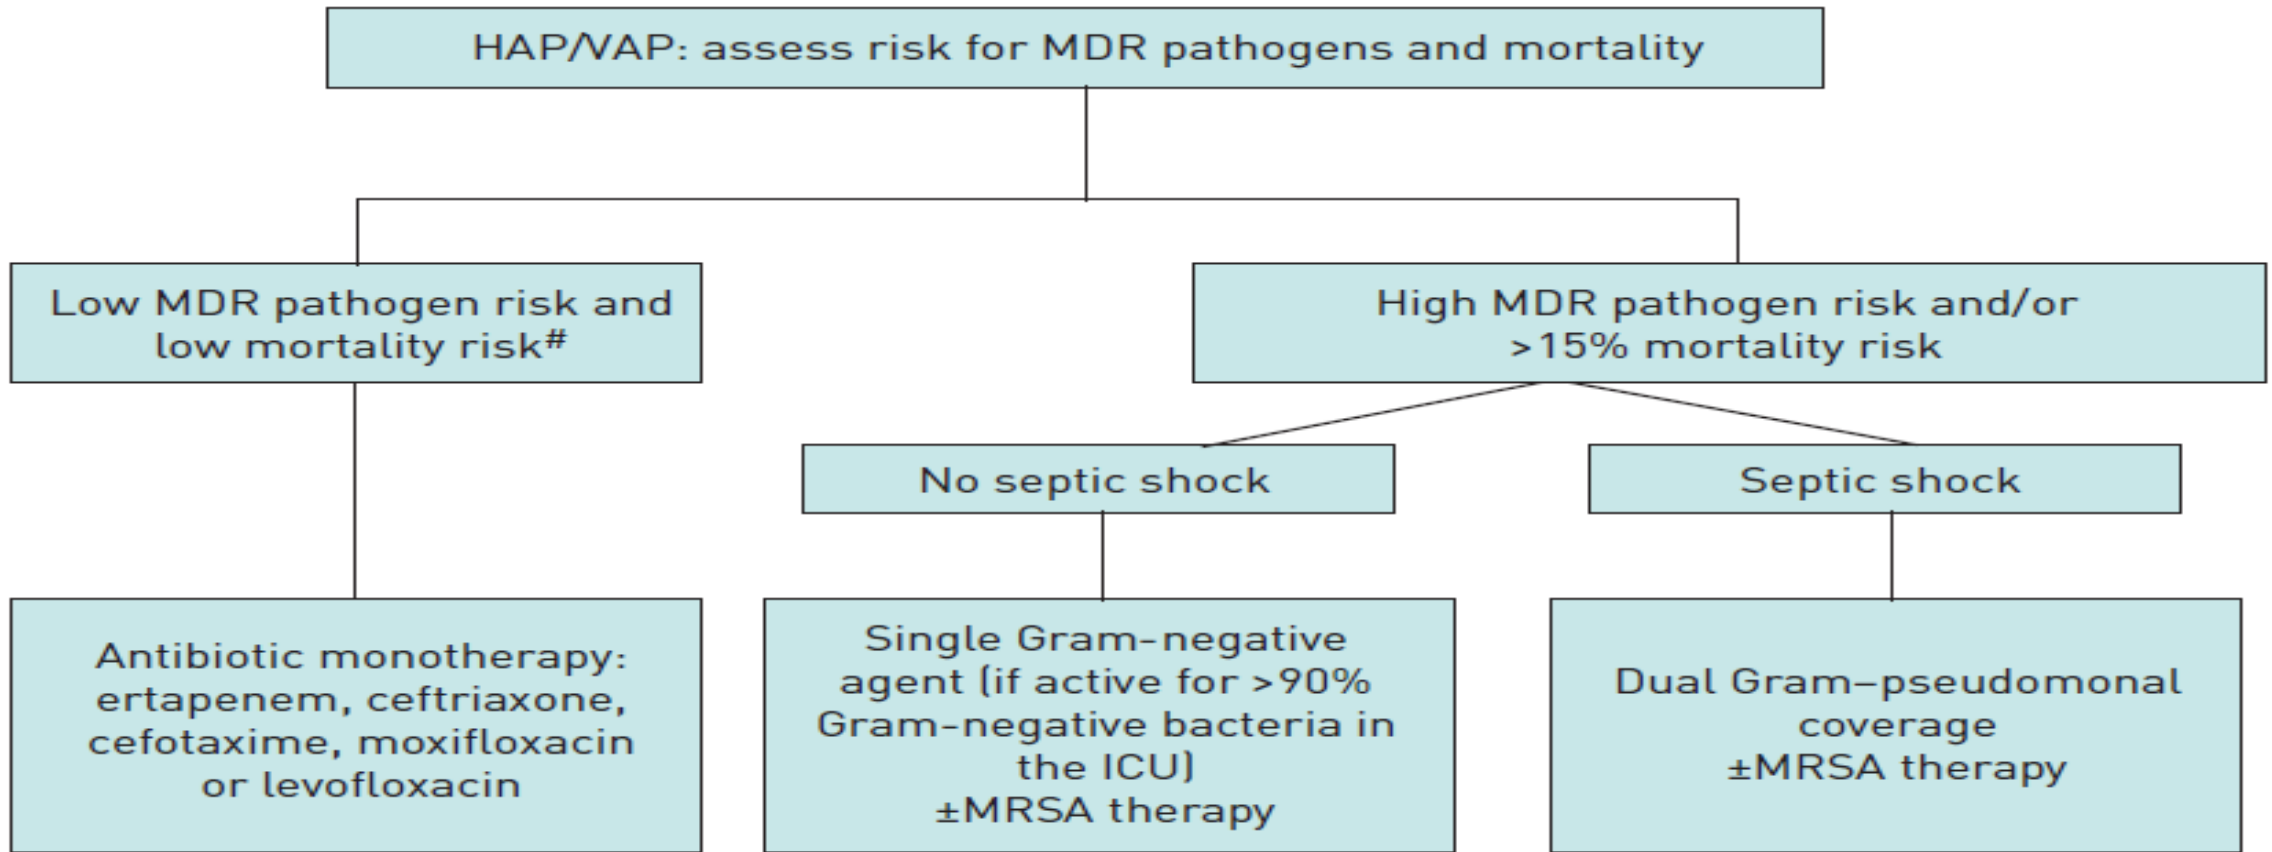 HAP/VAP: assess risk for MDR pathogens and mortality
Low MDR pathogen risk and
low mortality risk#
High MDR pathogen risk and/or
>15% mortality risk
No septic shock
Septic shock
Antibiotic monotherapy:
ertapenem, ceftriaxone,
cefotaxime, moxifloxacin
or levofloxacin
Single Gram-negative
agent (if active for >90%
Gram-negative bacteria in
the ICU)
±MRSA therapy
Dual Gram–pseudomonal
coverage
±MRSA therapy